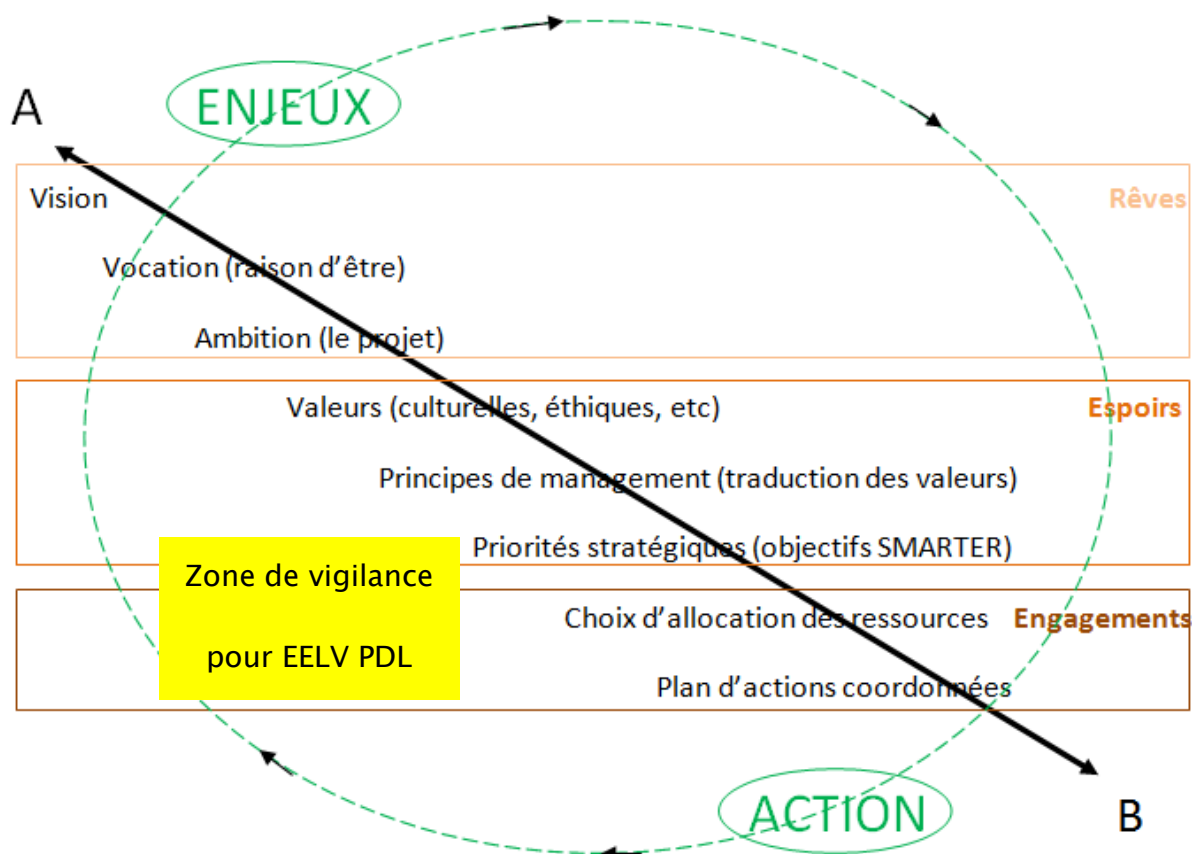 ENJEUX
A
Vision
Rêves
Vocation (raison d’être)
Ambition (le projet)
Valeurs (culturelles, éthiques, etc)
Espoirs
Principes de management (traduction des valeurs)
Priorités stratégiques (objectifs SMARTER)
Zone de vigilance
pour EELV PDL
Choix d’allocation des ressources
Engagements
Plan d’actions coordonnées
ACTION
B